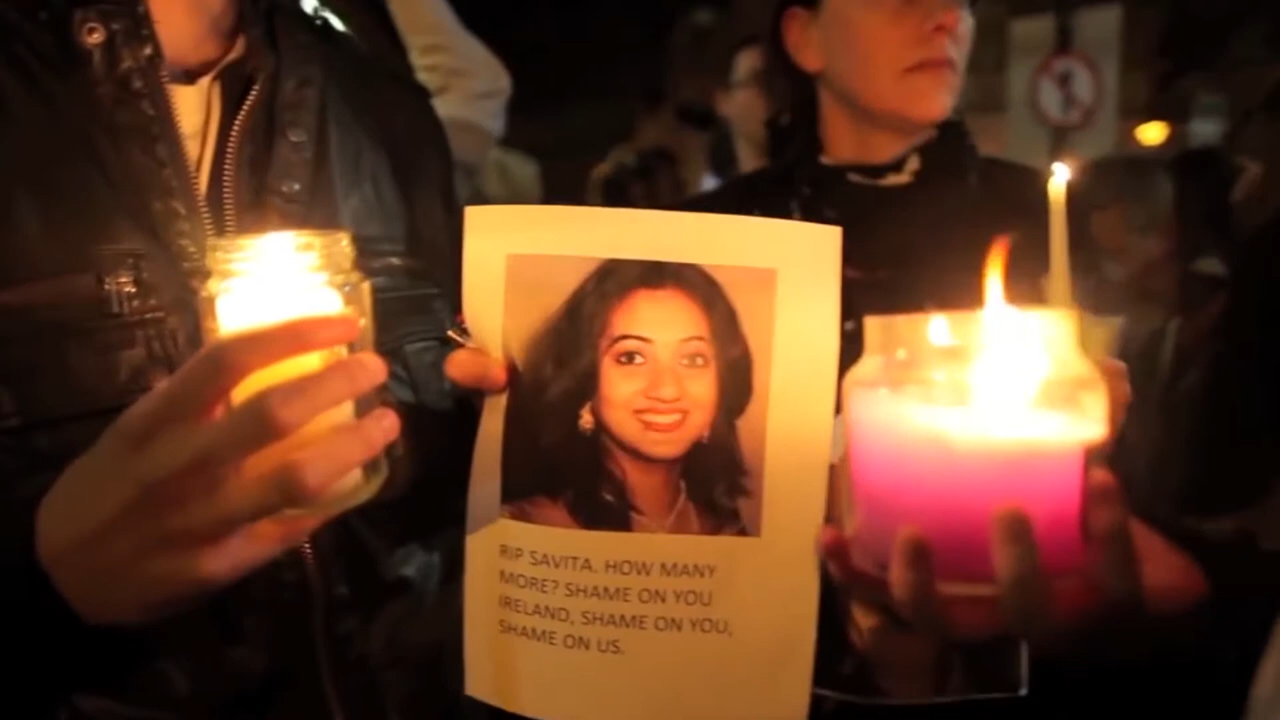 RIP SAVITA. HOW MANY
MORE? SHAME ON YOU
IRELAND, SHAME ON YOU,
SHAME ON US.